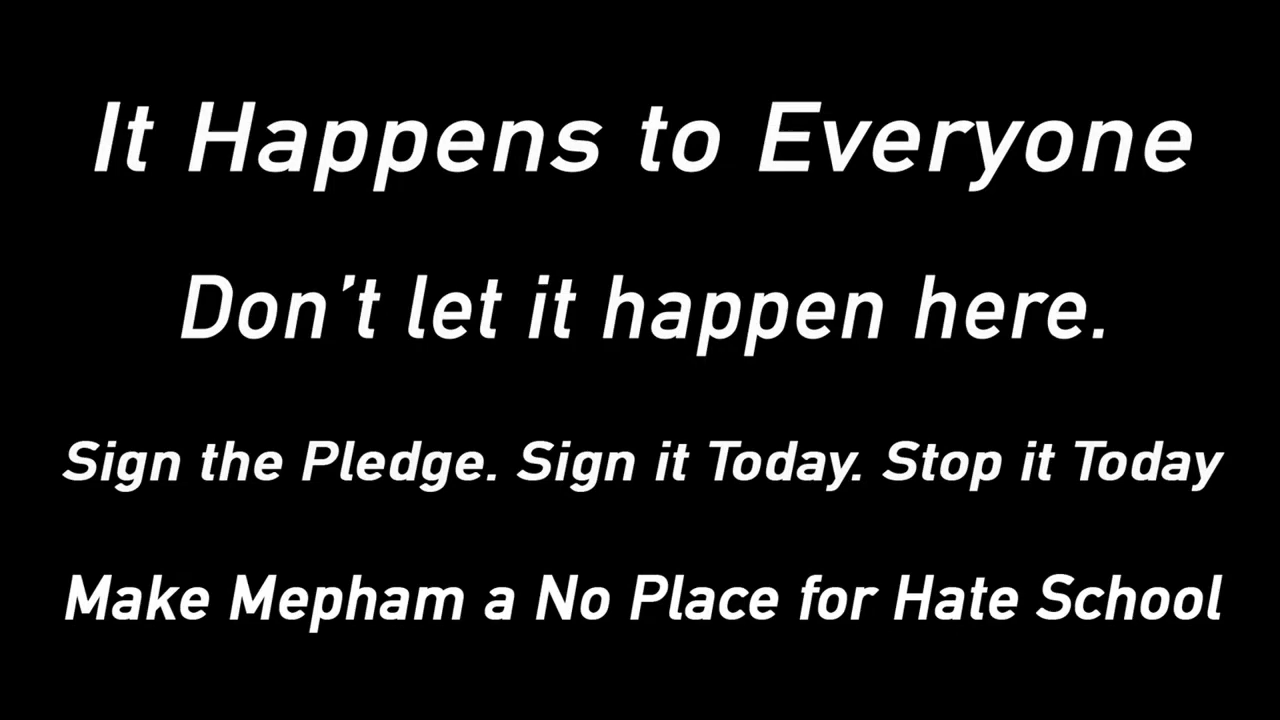 It Happens to Everyone
Don't let it happen here.
Sign the Pledge. Sign it Today. Stop it Today
Make Mepham a No Place for Hate School